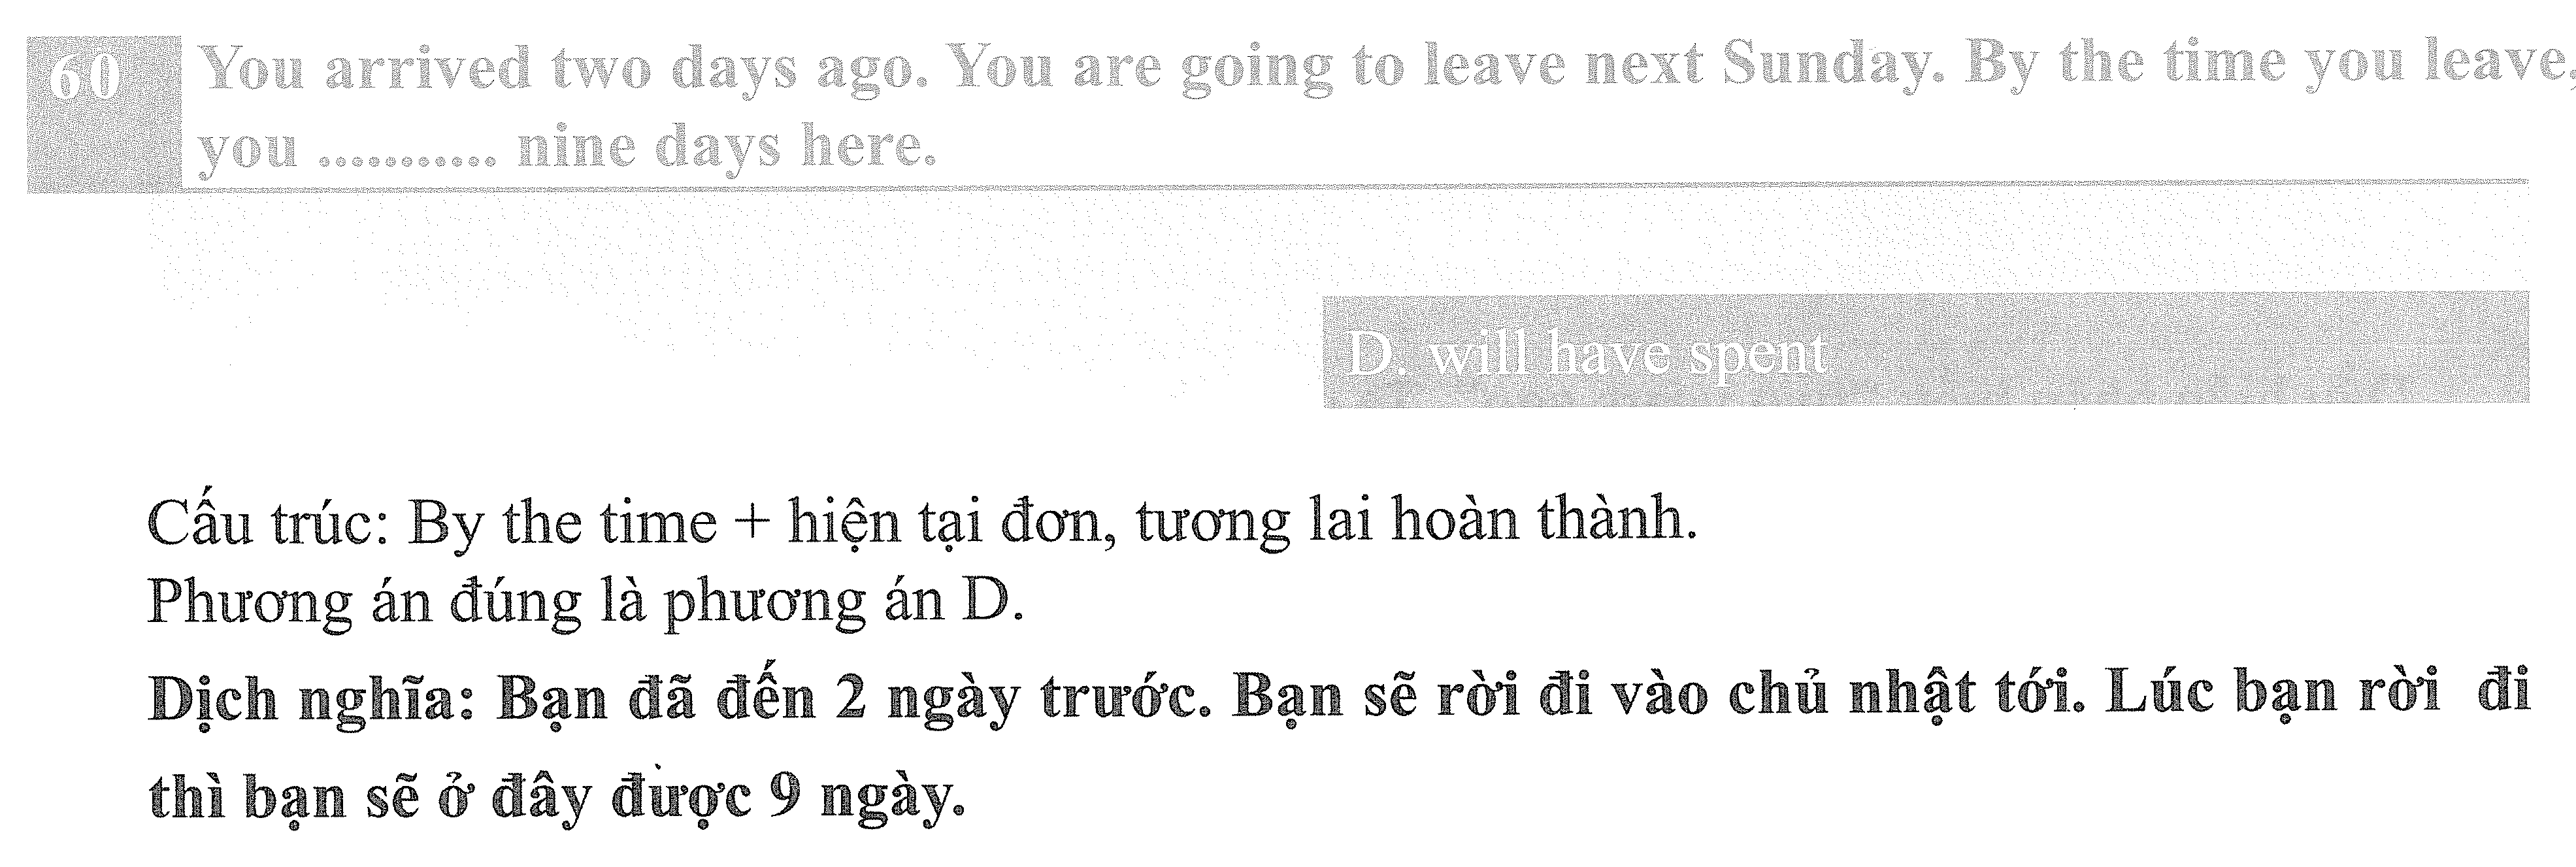 60 You arrived two days ago. You are going to leave next Sunday. By the time you leave,
you ........... nine days here.
D. will have spent
Cấu trúc: By the time + hiện tại đơn, tương lai hoàn thành.
Phương án đúng là phương án D.
Dịch nghĩa: Bạn đã đến 2 ngày trước. Bạn sẽ rời đi vào chủ nhật tới. Lúc bạn rời đi
thì bạn sẽ ở đây được 9 ngày.